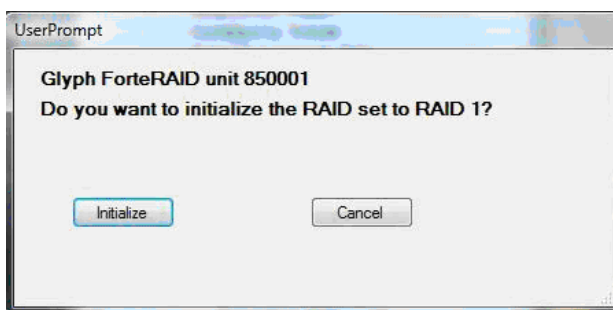 UserPrompt
Glyph ForteRAID unit 850001
Do you want to initialize the RAID set to RAID 1?
Initialize
Cancel